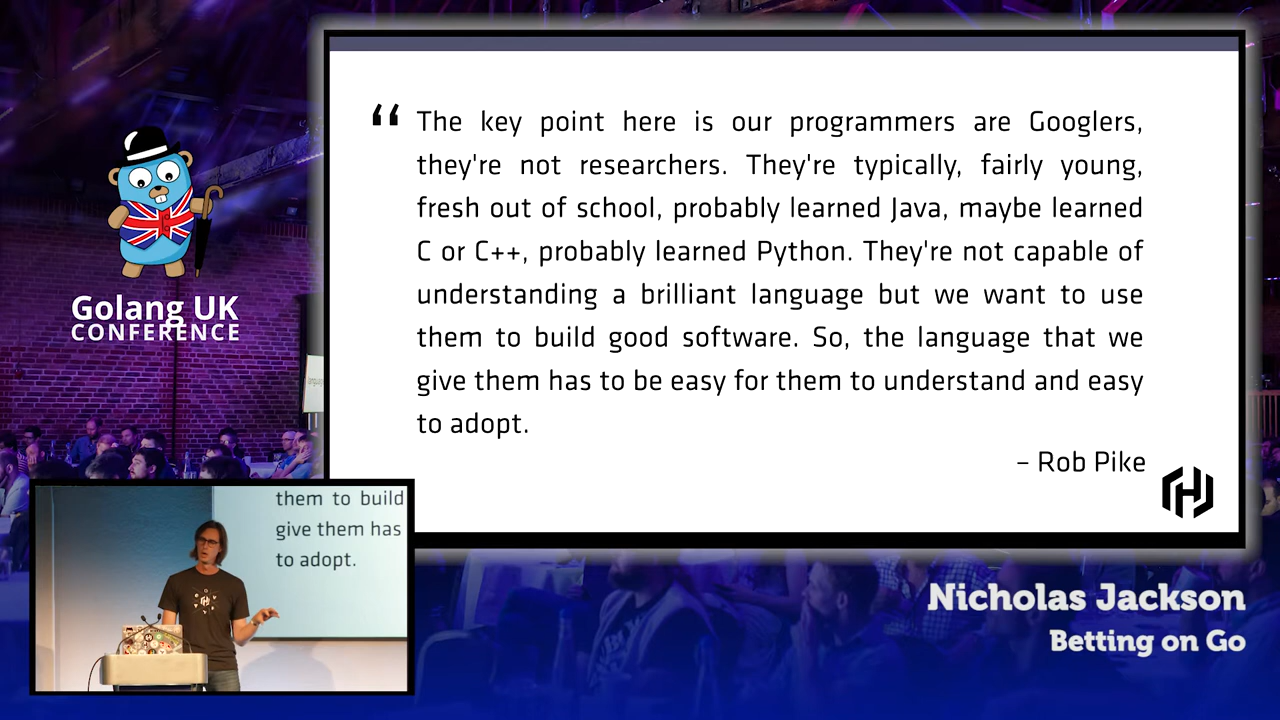 “ The key point here is our programmers are Googlers,
they're not researchers. They're typically, fairly young,
fresh out of school, probably learned Java, maybe learned
C or C++, probably learned Python. They're not capable of
understanding a brilliant language but we want to use
them to build good software. So, the language that we
give them has to be easy for them to understand and easy
to adopt.
– Rob Pike
Golang UK
CONFERENCE
them to build
give them has
to adopt.
Nicholas Jackson
Betting on Go